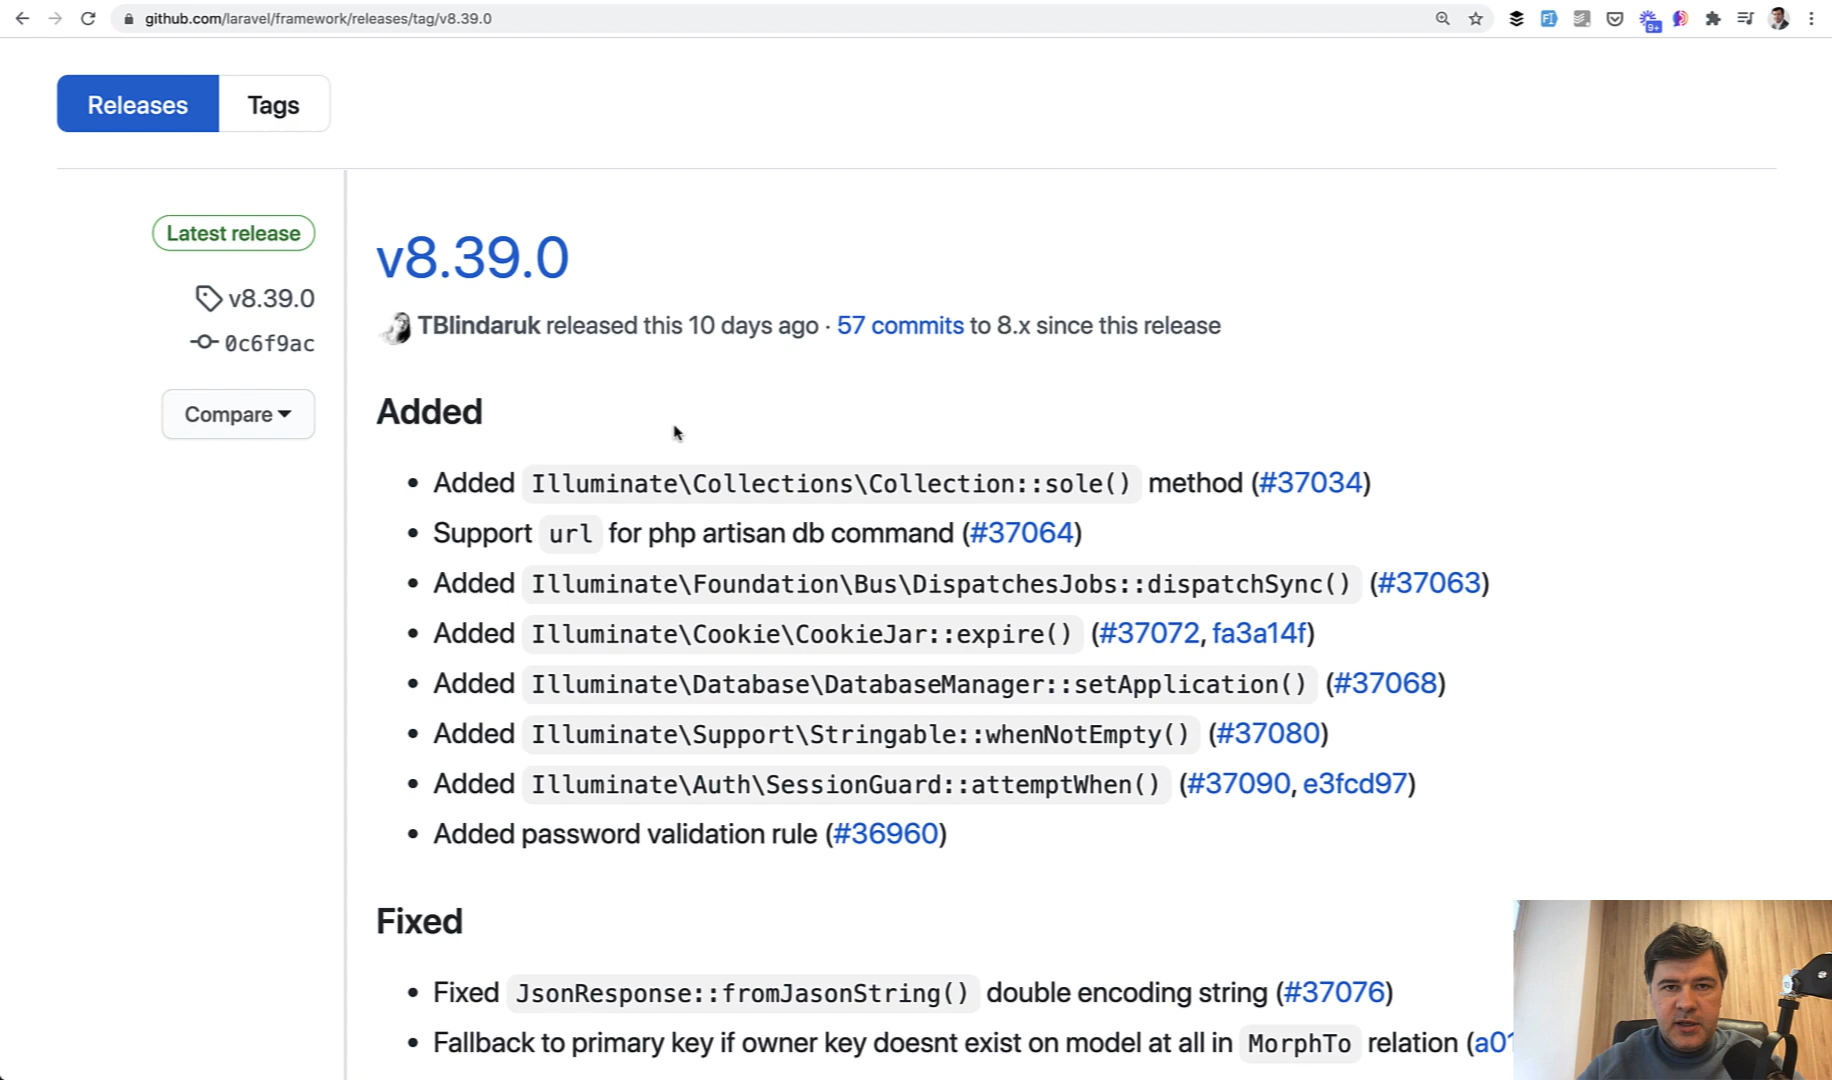 github.com/laravel/framework/releases/tag/v8.39.0
9+
Releases
Tags
Latest release
v8.39.0
0c6f9ac
Compare
v8.39.0
TBlindaruk released this 10 days ago · 57 commits to 8.x since this release
Added
• Added Illuminate\Collections\Collection::sole() method (#37034)
• Support url for php artisan db command (#37064)
• Added Illuminate\Foundation\Bus\DispatchesJobs::dispatchSync() (#37063)
• Added Illuminate\Cookie\CookieJar::expire() (#37072, fa3a14f)
• Added Illuminate\Database\DatabaseManager::setApplication() (#37068)
• Added Illuminate\Support\Stringable::whenNotEmpty() (#37080)
• Added Illuminate\Auth\SessionGuard::attemptWhen() (#37090, e3fcd97)
• Added password validation rule (#36960)
Fixed
• Fixed JsonResponse::fromJasonString() double encoding string (#37076)
• Fallback to primary key if owner key doesnt exist on model at all in MorphTo relation (a01